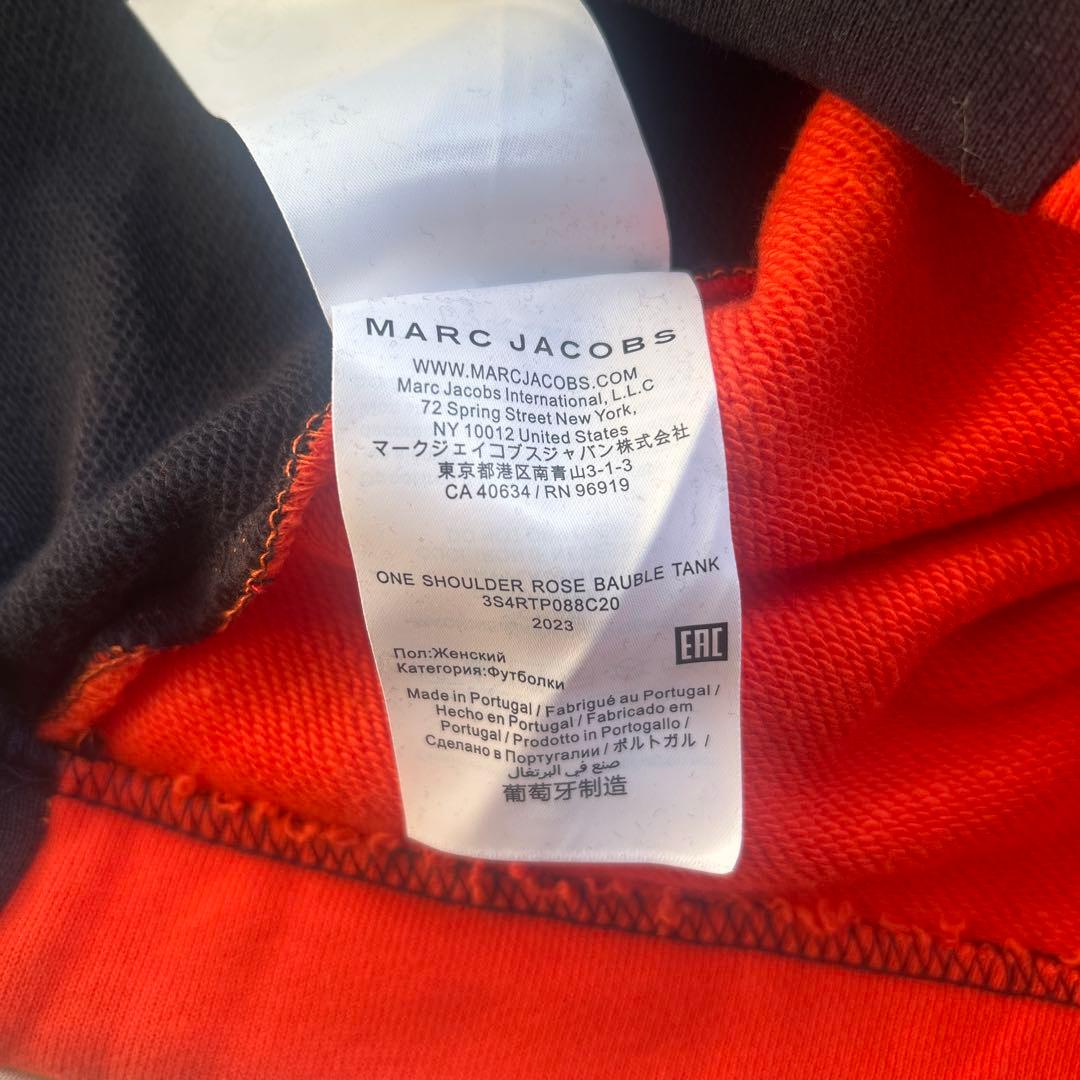 MARC JACOBS
WWW.MARCJACOBS.COM
Marc Jacobs International, L.L.C
72 Spring Street New York,
NY 10012 United States
マークジェイコブスジャパン株式会社
東京都港区南青山3-1-3
CA 40634 / RN 96919
ONE SHOULDER ROSE BAUBLE TANK
3S4RTP088C20
2023
EAC
Пол:Женский
Категория:Футболки
Made in Portugal / Fabrigué au Portugal /
Hecho en Portugal / Fabricado em
Portugal / Prodotto in Portogallo /
Сделано в Португалии / ポルトガル /
صنع في البرتغال
葡萄牙制造